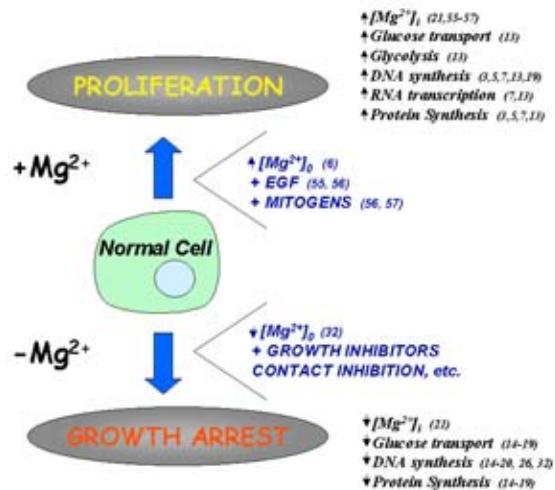 ↑[Mg²⁺]i (21,55-57)
↑Glucose transport (13)
↑Glycolysis (13)
↑DNA synthesis (3,5,7,13,19)
↑RNA transcription (7,13)
↑Protein Synthesis (3,5,7,13)
PROLIFERATION
+Mg²⁺
↑[Mg²⁺]0 (6)
+ EGF (55, 56)
+ MITOGENS (56, 57)
Normal Cell
-Mg²⁺
↓[Mg²⁺]0 (32)
+ GROWTH INHIBITORS
CONTACT INHIBITION, etc.
GROWTH ARREST
↓[Mg²⁺]i (21)
↓Glucose transport (14-19)
↓DNA synthesis (14-20, 26, 32)
↓Protein Synthesis (14-19)